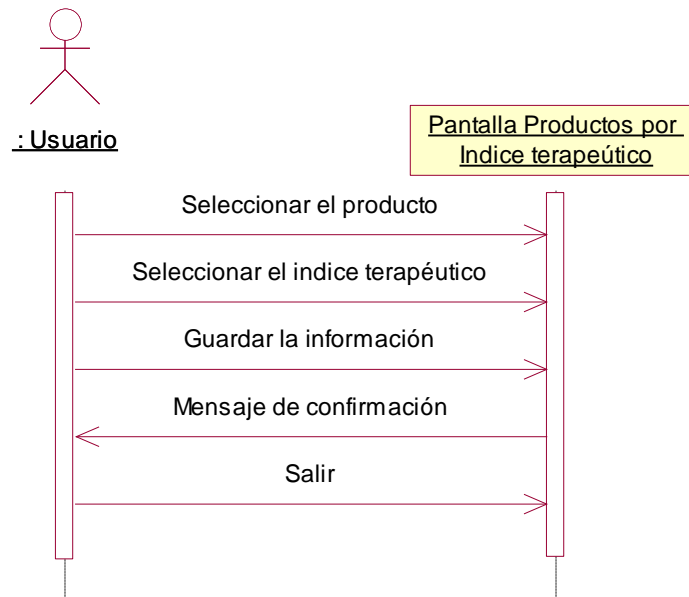 : Usuario
Pantalla Productos por
Indice terapeútico
Seleccionar el producto
Seleccionar el indice terapéutico
Guardar la información
Mensaje de confirmación
Salir